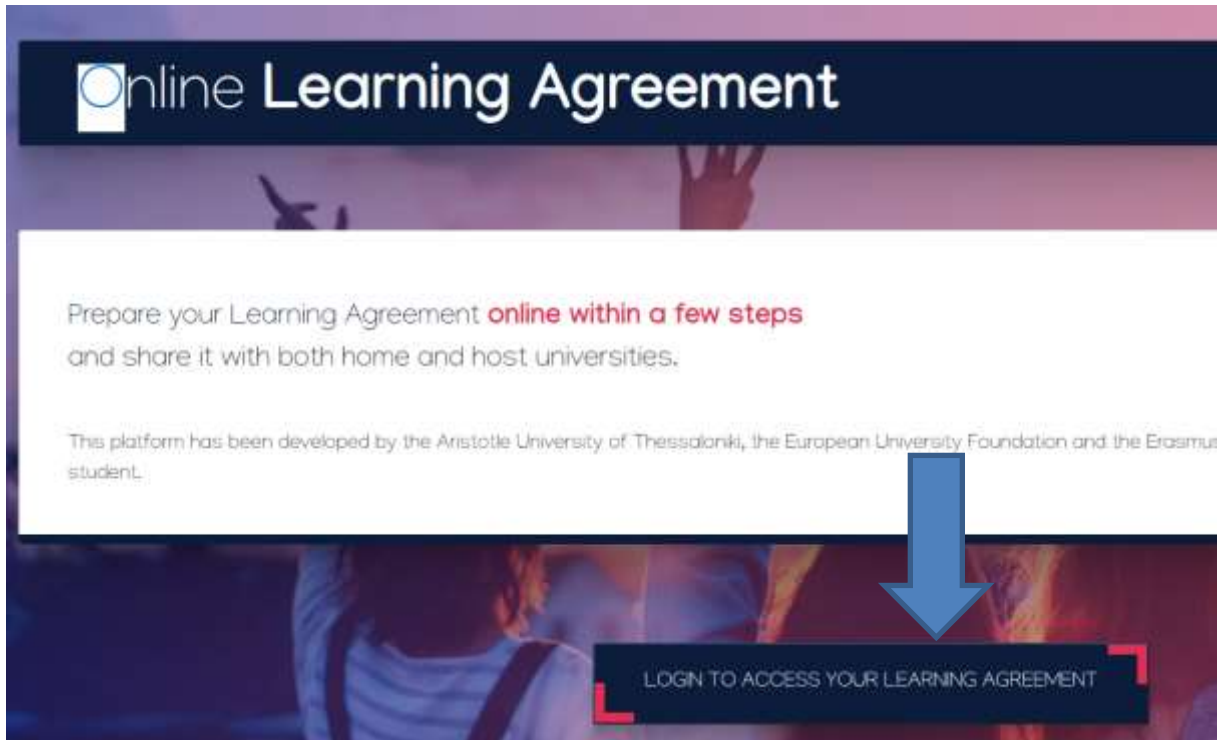 Online Learning Agreement
Prepare your Learning Agreement online within a few steps
and share it with both home and host universities.
This platform has been developed by the Aristotle University of Thessaloniki, the European University Foundation and the Erasmus
student.
LOGIN TO ACCESS YOUR LEARNING AGREEMENT